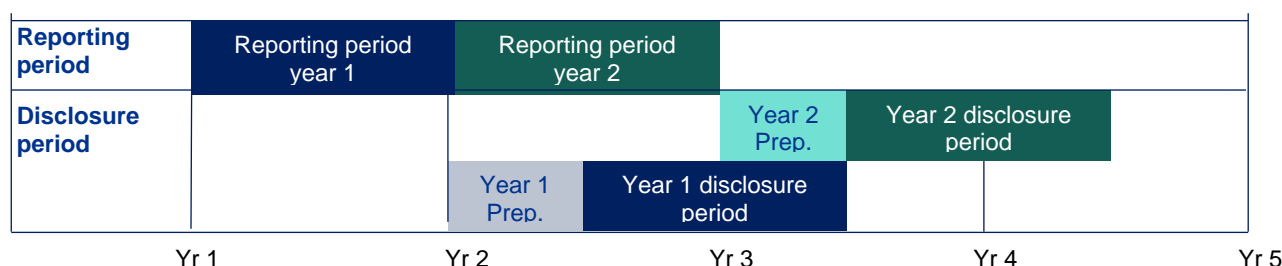 Reporting
period
Reporting period
year 1
Reporting period
year 2
Disclosure
period
Year 2
Prep.
Year 2 disclosure
period
Year 1
Prep.
Year 1 disclosure
period
Yr 1
Yr 2
Yr 3
Yr 4
Yr 5